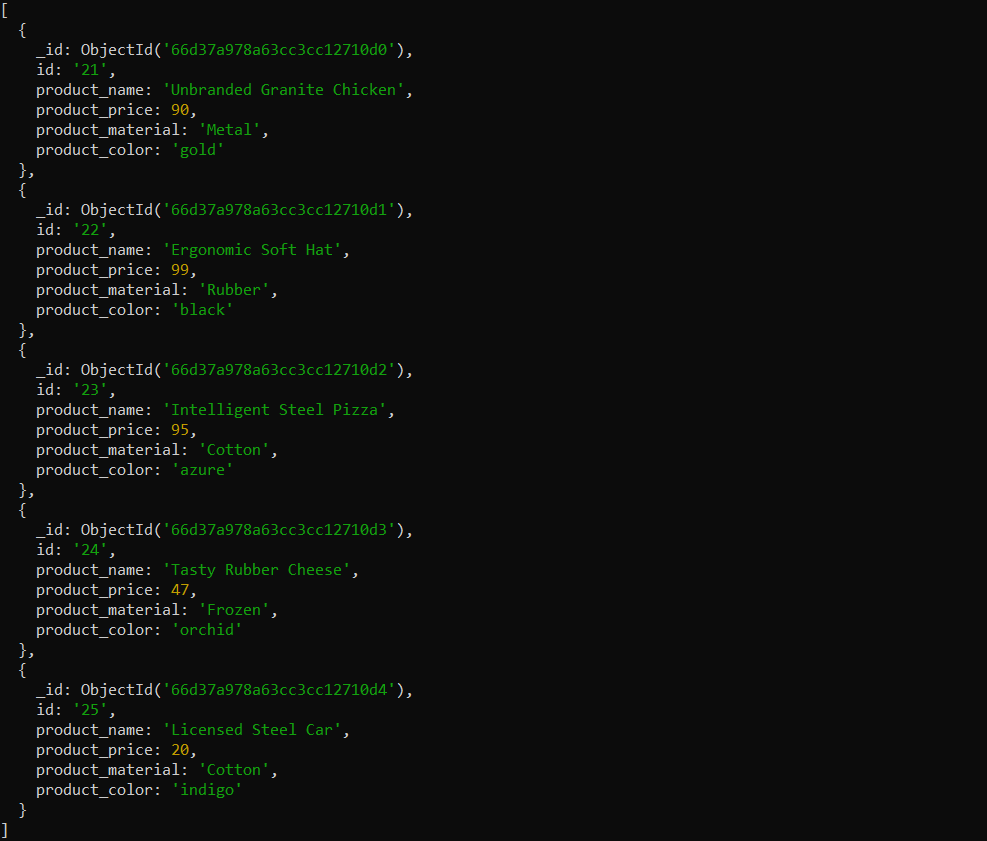 [
  {
    _id: ObjectId('66d37a978a63cc3cc12710d0'),
    id: '21',
    product_name: 'Unbranded Granite Chicken',
    product_price: 90,
    product_material: 'Metal',
    product_color: 'gold'
  },
  {
    _id: ObjectId('66d37a978a63cc3cc12710d1'),
    id: '22',
    product_name: 'Ergonomic Soft Hat',
    product_price: 99,
    product_material: 'Rubber',
    product_color: 'black'
  },
  {
    _id: ObjectId('66d37a978a63cc3cc12710d2'),
    id: '23',
    product_name: 'Intelligent Steel Pizza',
    product_price: 95,
    product_material: 'Cotton',
    product_color: 'azure'
  },
  {
    _id: ObjectId('66d37a978a63cc3cc12710d3'),
    id: '24',
    product_name: 'Tasty Rubber Cheese',
    product_price: 47,
    product_material: 'Frozen',
    product_color: 'orchid'
  },
  {
    _id: ObjectId('66d37a978a63cc3cc12710d4'),
    id: '25',
    product_name: 'Licensed Steel Car',
    product_price: 20,
    product_material: 'Cotton',
    product_color: 'indigo'
  }
]